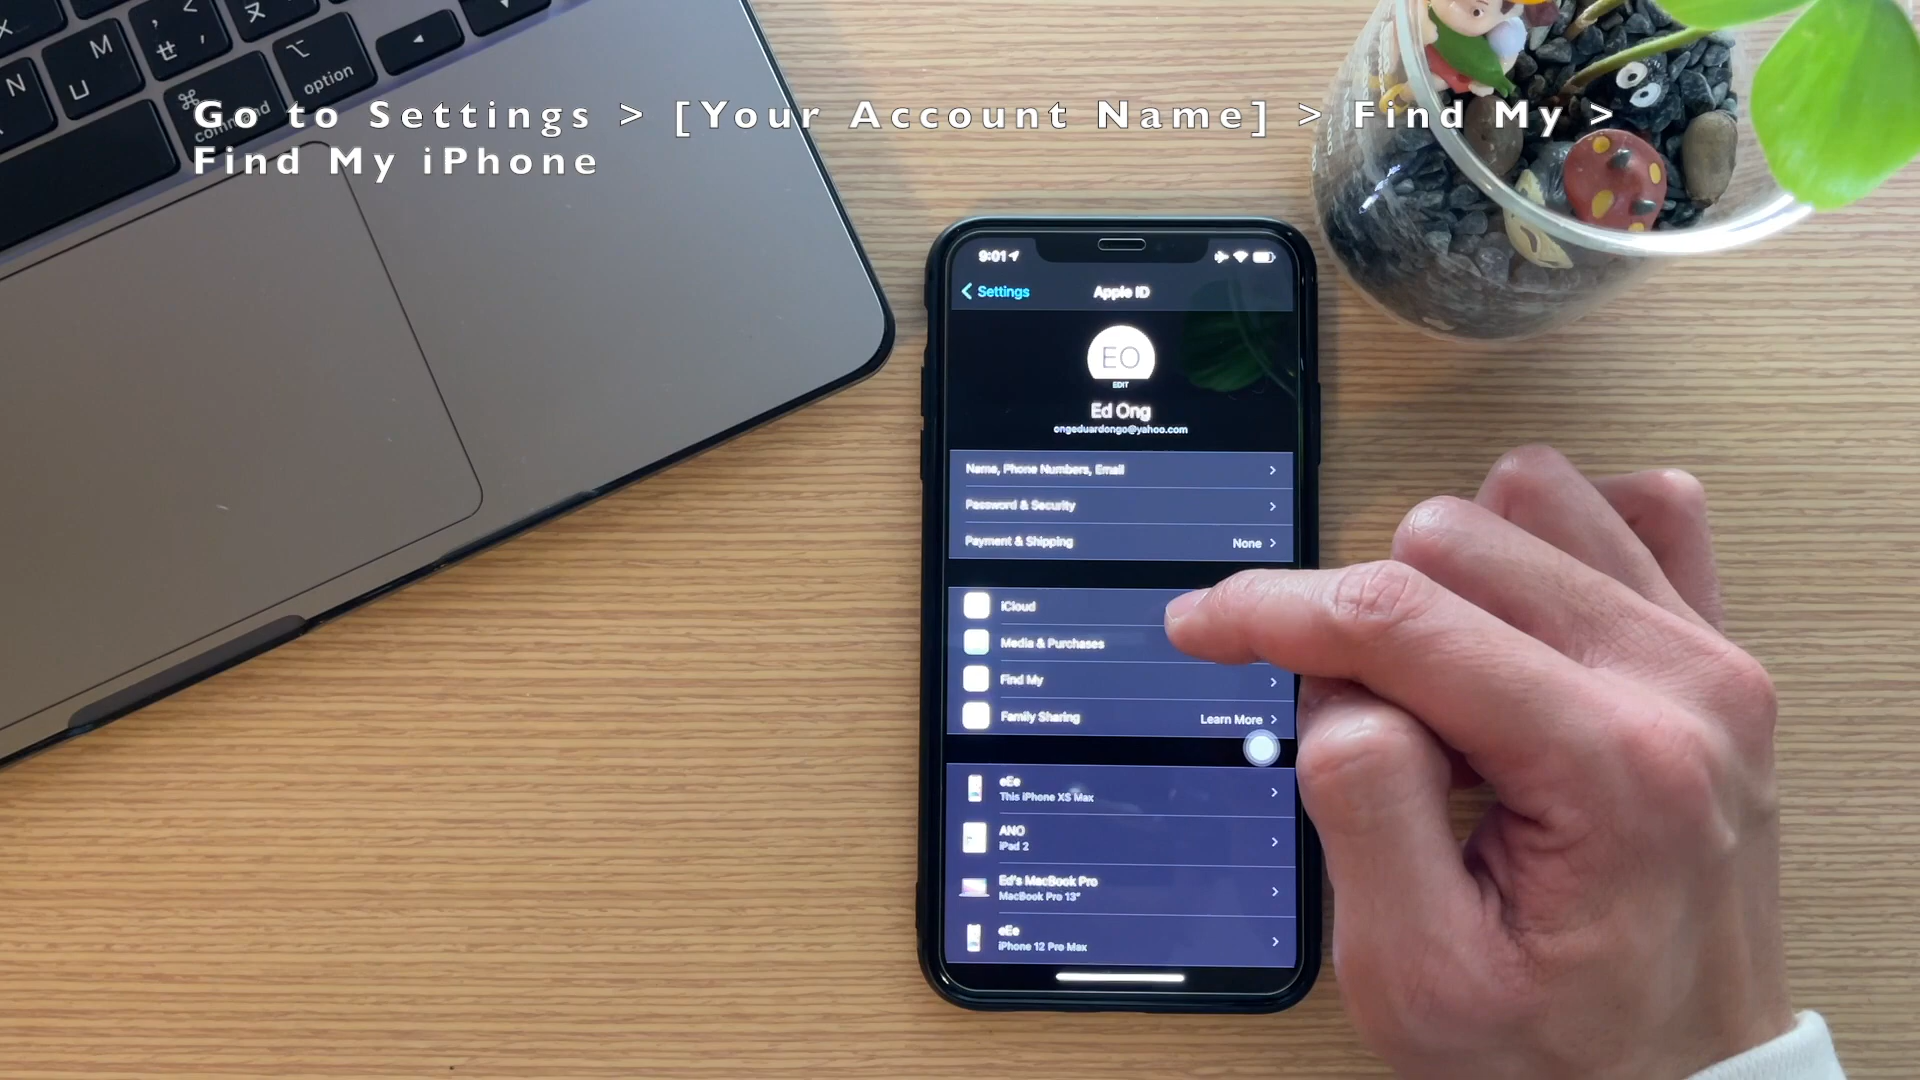 Go to Settings > [Your Account Name] > Find My >
Find My iPhone
N
M
ㅠ
ㅜ
option
⌘
command
9:01
Settings
Apple ID
EO
EDIT
Ed Ong
ongeduardongo@yahoo.com
Name, Phone Numbers, Email
Password & Security
Payment & Shipping None
iCloud
Media & Purchases
Find My
Family Sharing Learn More
eEe
This iPhone XS Max
ANO
iPad 2
Ed's MacBook Pro
MacBook Pro 13"
eEe
iPhone 12 Pro Max